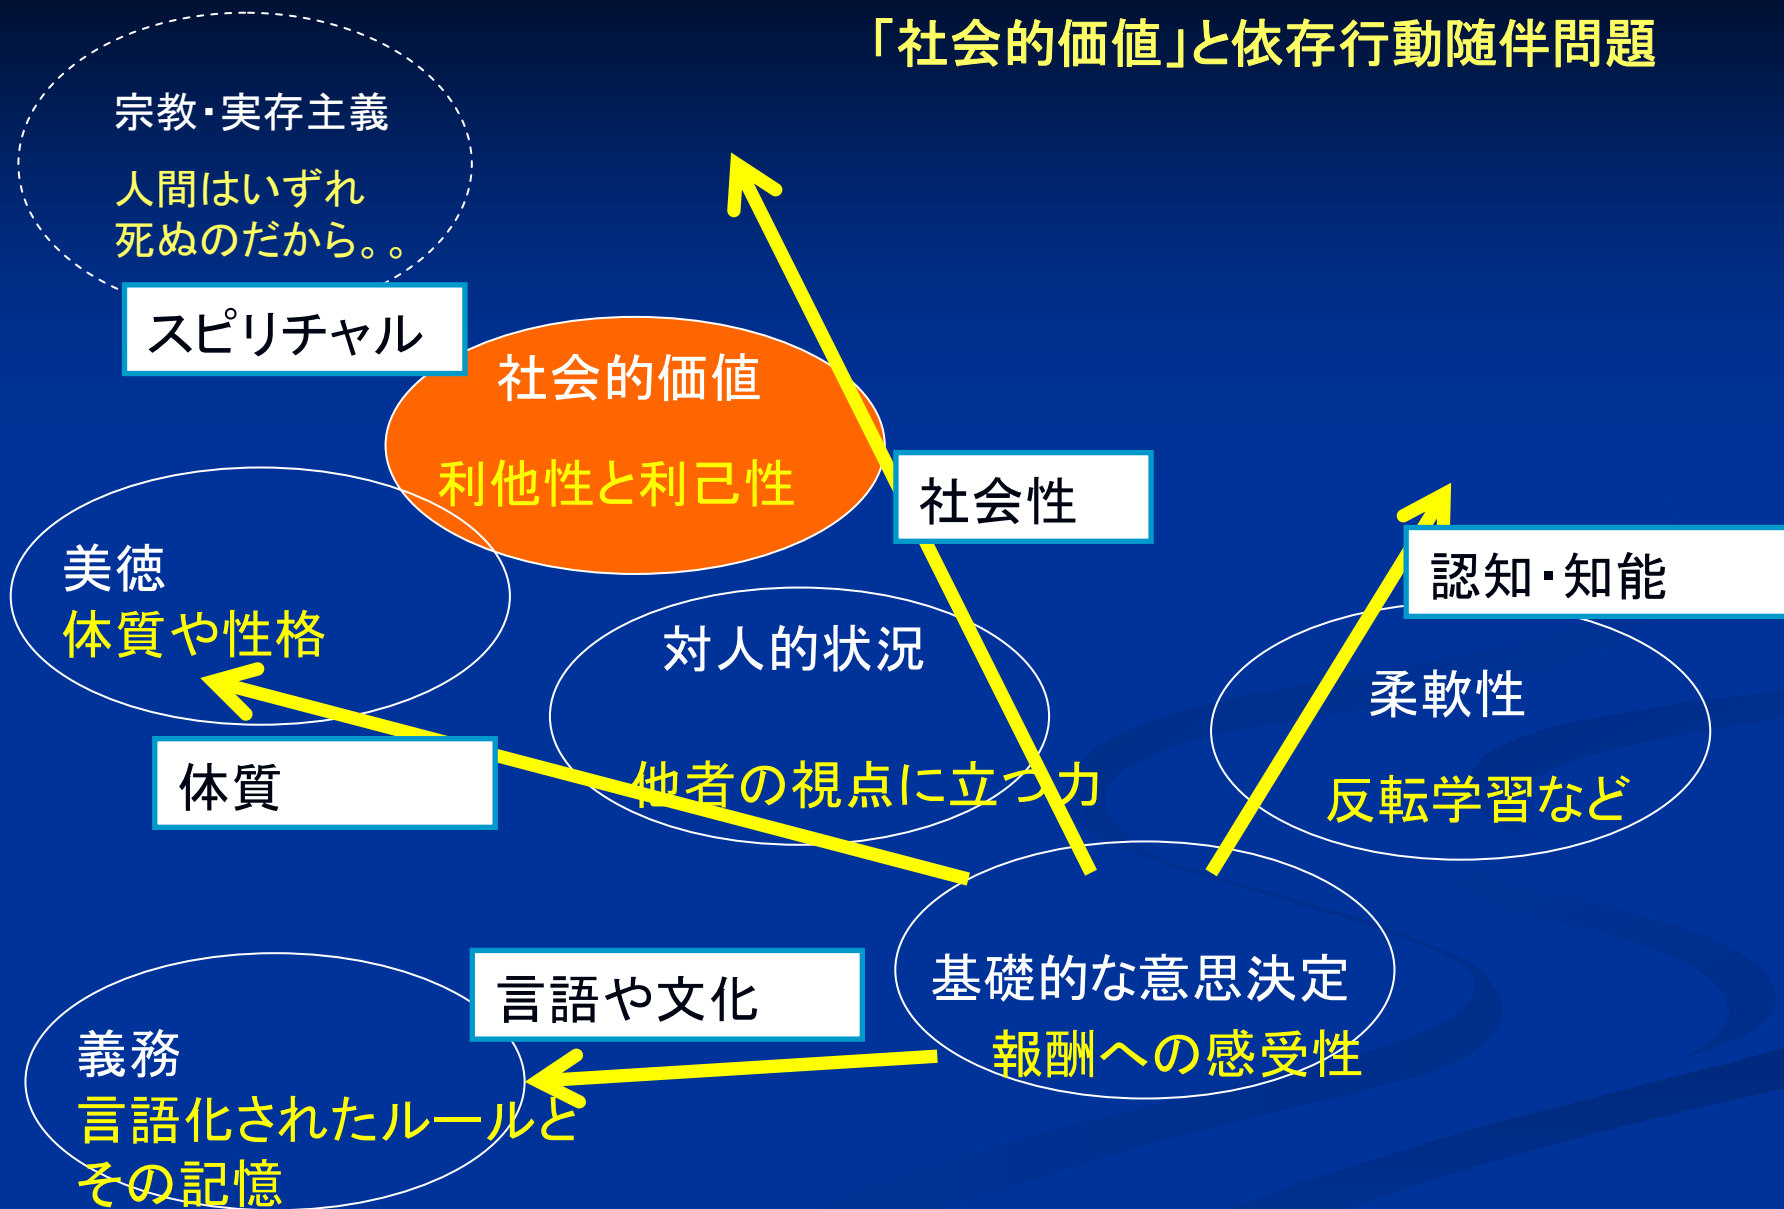 「社会的価値」と依存行動随伴問題
宗教・実存主義
人間はいずれ
死ぬのだから。。
スピリチャル
社会的価値
利他性と利己性
社会性
認知・知能
美徳
体質や性格
対人的状況
他者の視点に立つ力
柔軟性
反転学習など
体質
基礎的な意思決定
報酬への感受性
言語や文化
義務
言語化されたルールと
その記憶